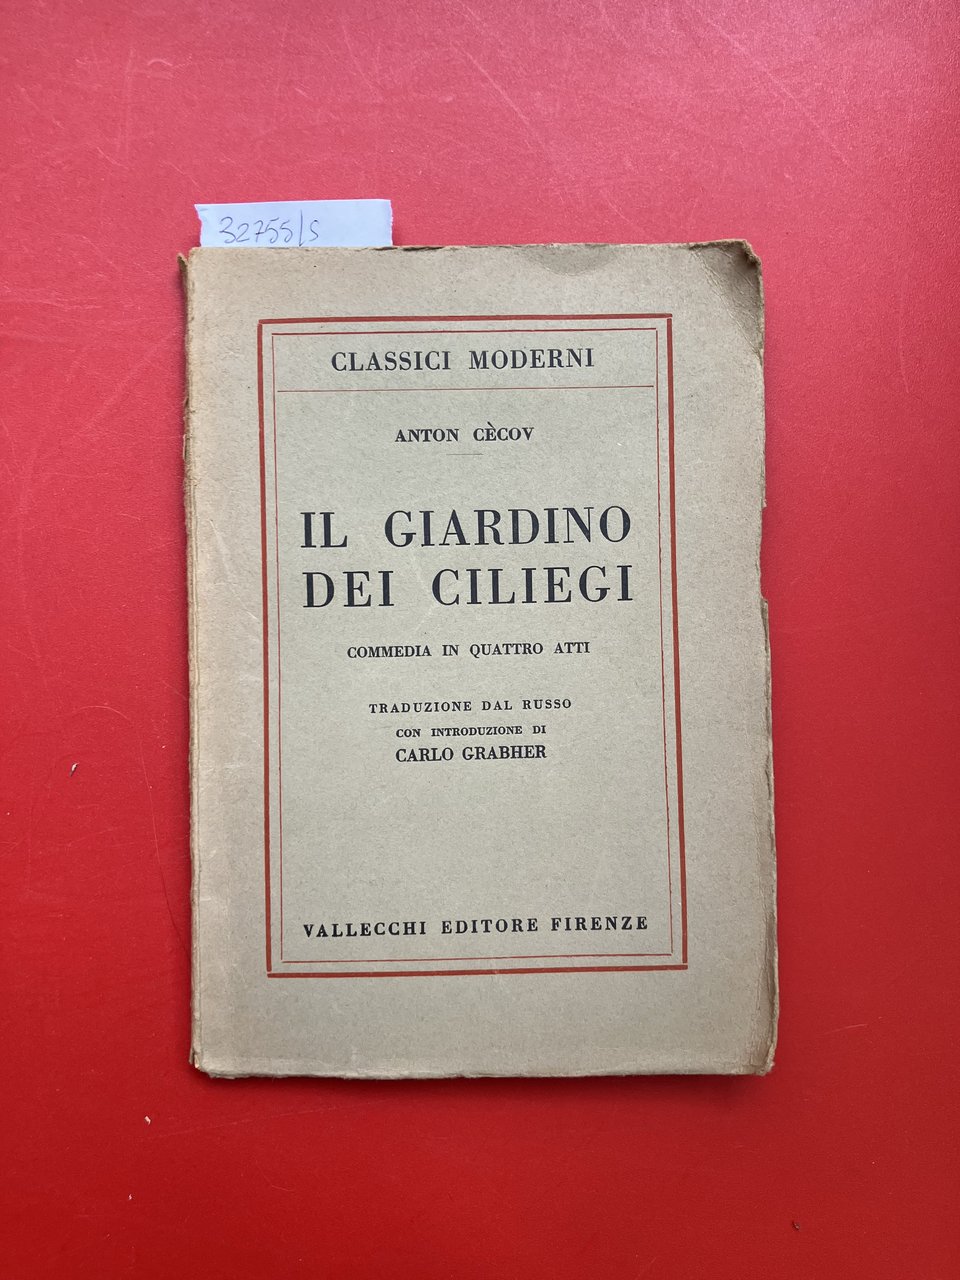 32755/s
CLASSICI MODERNI
ANTON CÈCOV
IL GIARDINO
DEI CILIEGI
COMMEDIA IN QUATTRO ATTI
TRADUZIONE DAL RUSSO
CON INTRODUZIONE DI
CARLO GRABHER
VALLECCHI EDITORE FIRENZE